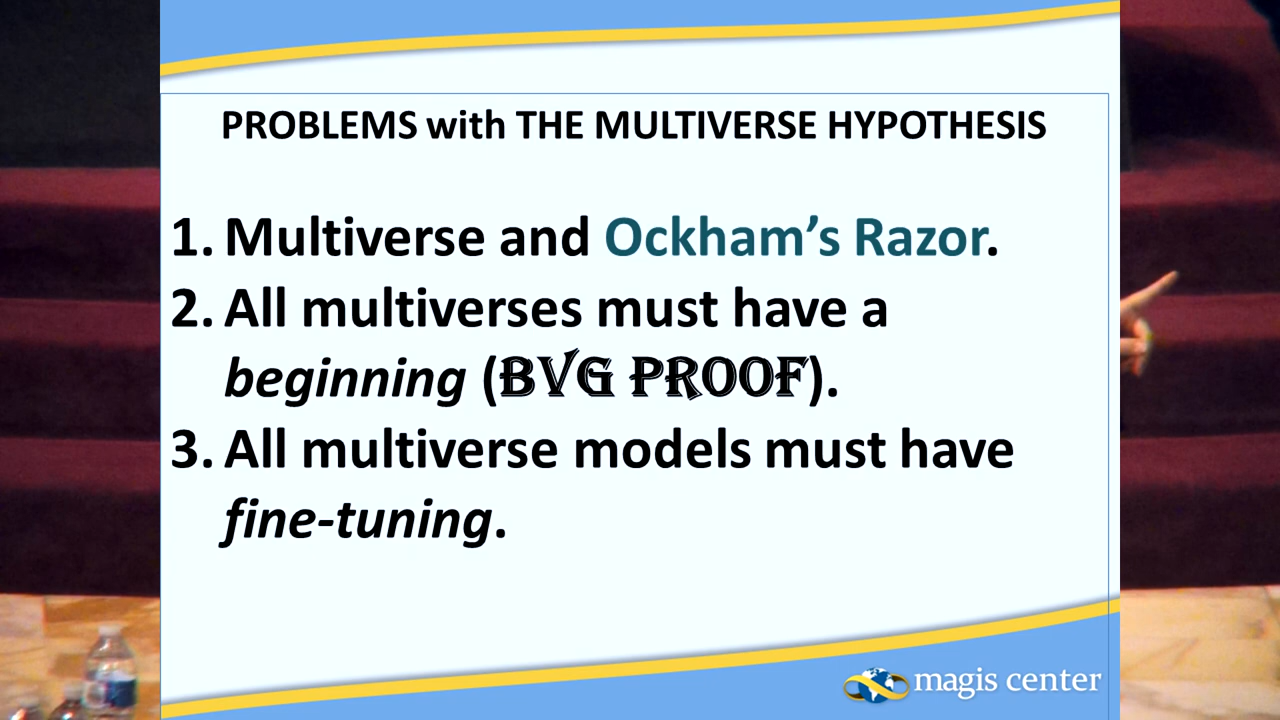 PROBLEMS with THE MULTIVERSE HYPOTHESIS
1. Multiverse and Ockham's Razor.
2. All multiverses must have a
beginning (BVG PROOF).
3. All multiverse models must have
fine-tuning.
magis center